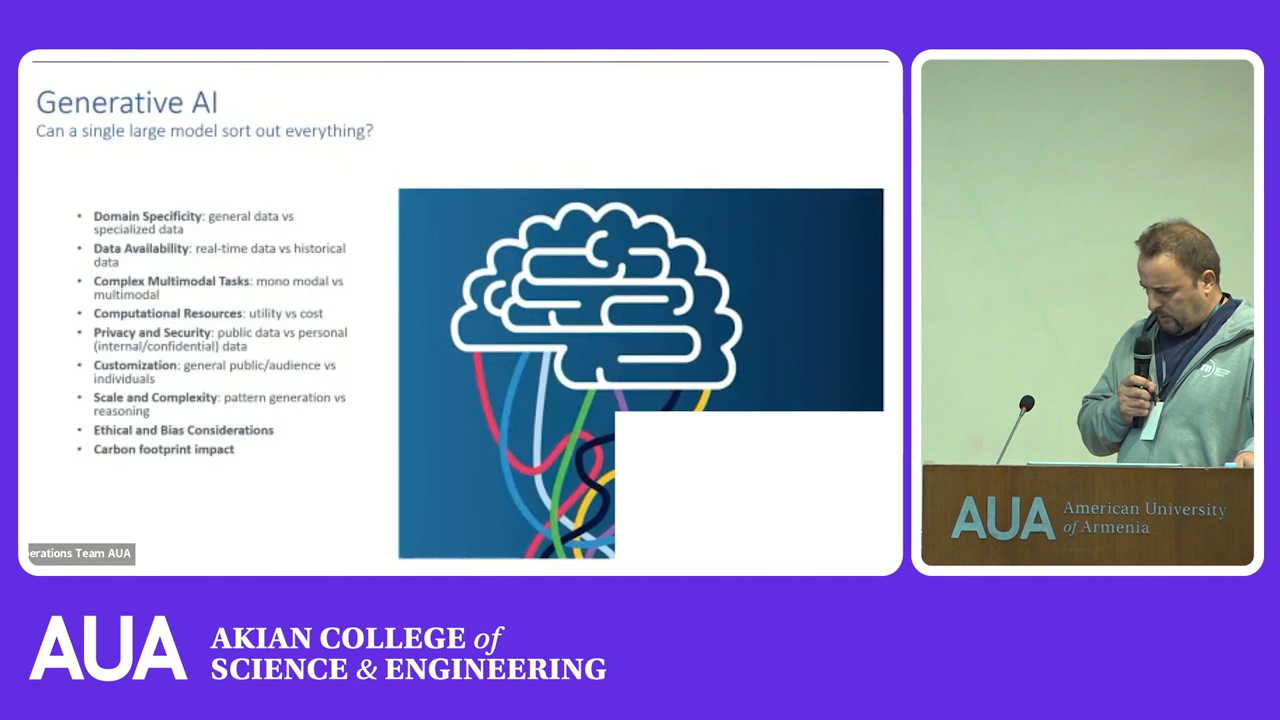 Generative AI
Can a single large model sort out everything?
• Domain Specificity: general data vs
specialized data
• Data Availability: real-time data vs historical
data
• Complex Multimodal Tasks: mono modal vs
multimodal
• Computational Resources: utility vs cost
• Privacy and Security: public data vs personal
(internal/confidential) data
• Customization: general public/audience vs
individuals
• Scale and Complexity: pattern generation vs
reasoning
• Ethical and Bias Considerations
• Carbon footprint impact
erations Team AUA
AUA American University
of Armenia
AUA AKIAN COLLEGE of
SCIENCE & ENGINEERING